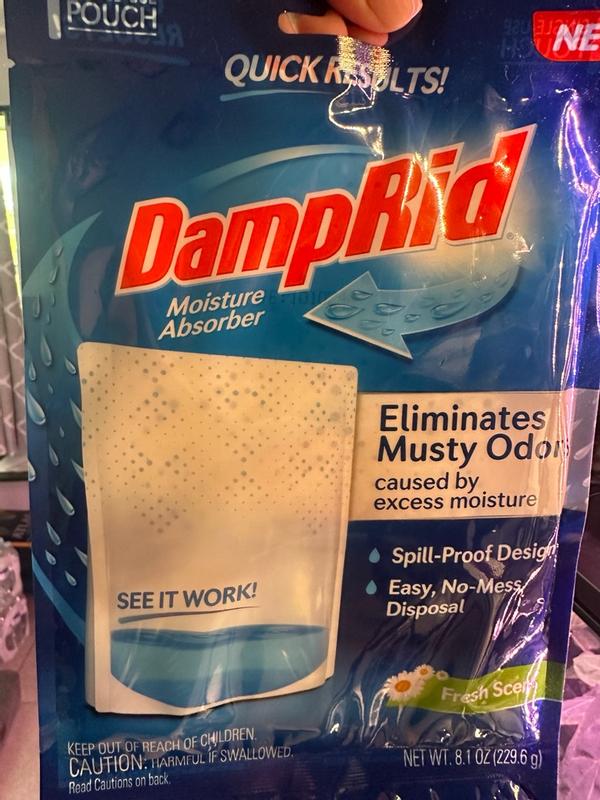 POUCH
NE
QUICK RESULTS!
DampRid
Moisture
Absorber
Eliminates
Musty Odor
caused by
excess moisture
Spill-Proof Design
Easy, No-Mess
Disposal
SEE IT WORK!
Fresh Scent
KEEP OUT OF REACH OF CHILDREN.
CAUTION: HARMFUL IF SWALLOWED.
Read Cautions on back.
NET WT. 8.1 OZ (229.6 g)